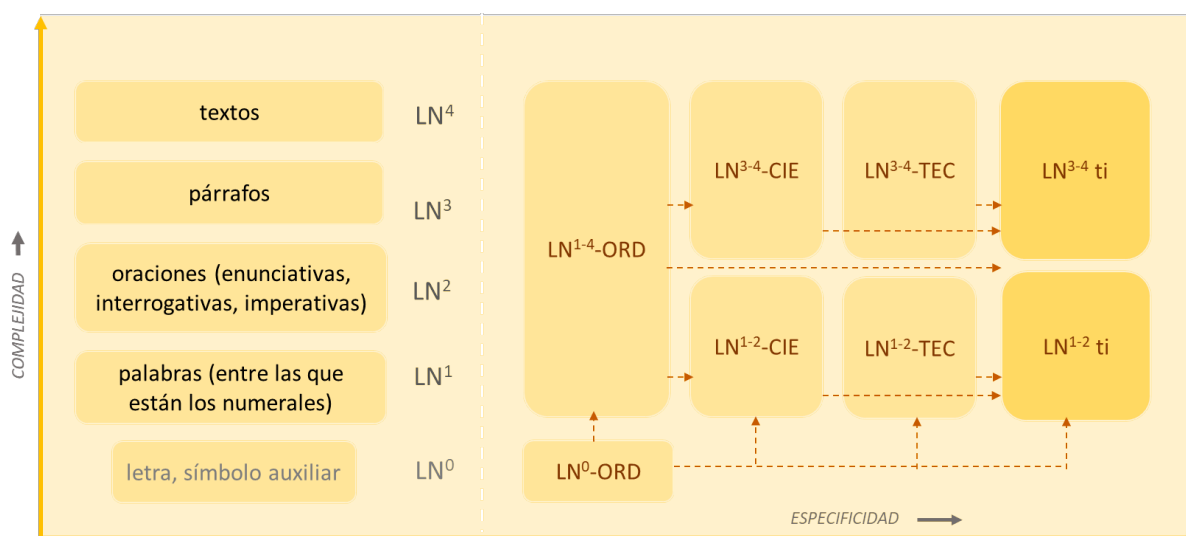 textos
LN⁴
párrafos
LN³
oraciones (enunciativas,
interrogativas, imperativas)
LN²
palabras (entre las que
están los numerales)
LN¹
letra, símbolo auxiliar
LN⁰
COMPLEJIDAD
LN¹⁻⁴-ORD
LN³⁻⁴-CIE
LN³⁻⁴-TEC
LN³⁻⁴ ti
LN¹⁻²-CIE
LN¹⁻²-TEC
LN¹⁻² ti
LN⁰-ORD
ESPECIFICIDAD